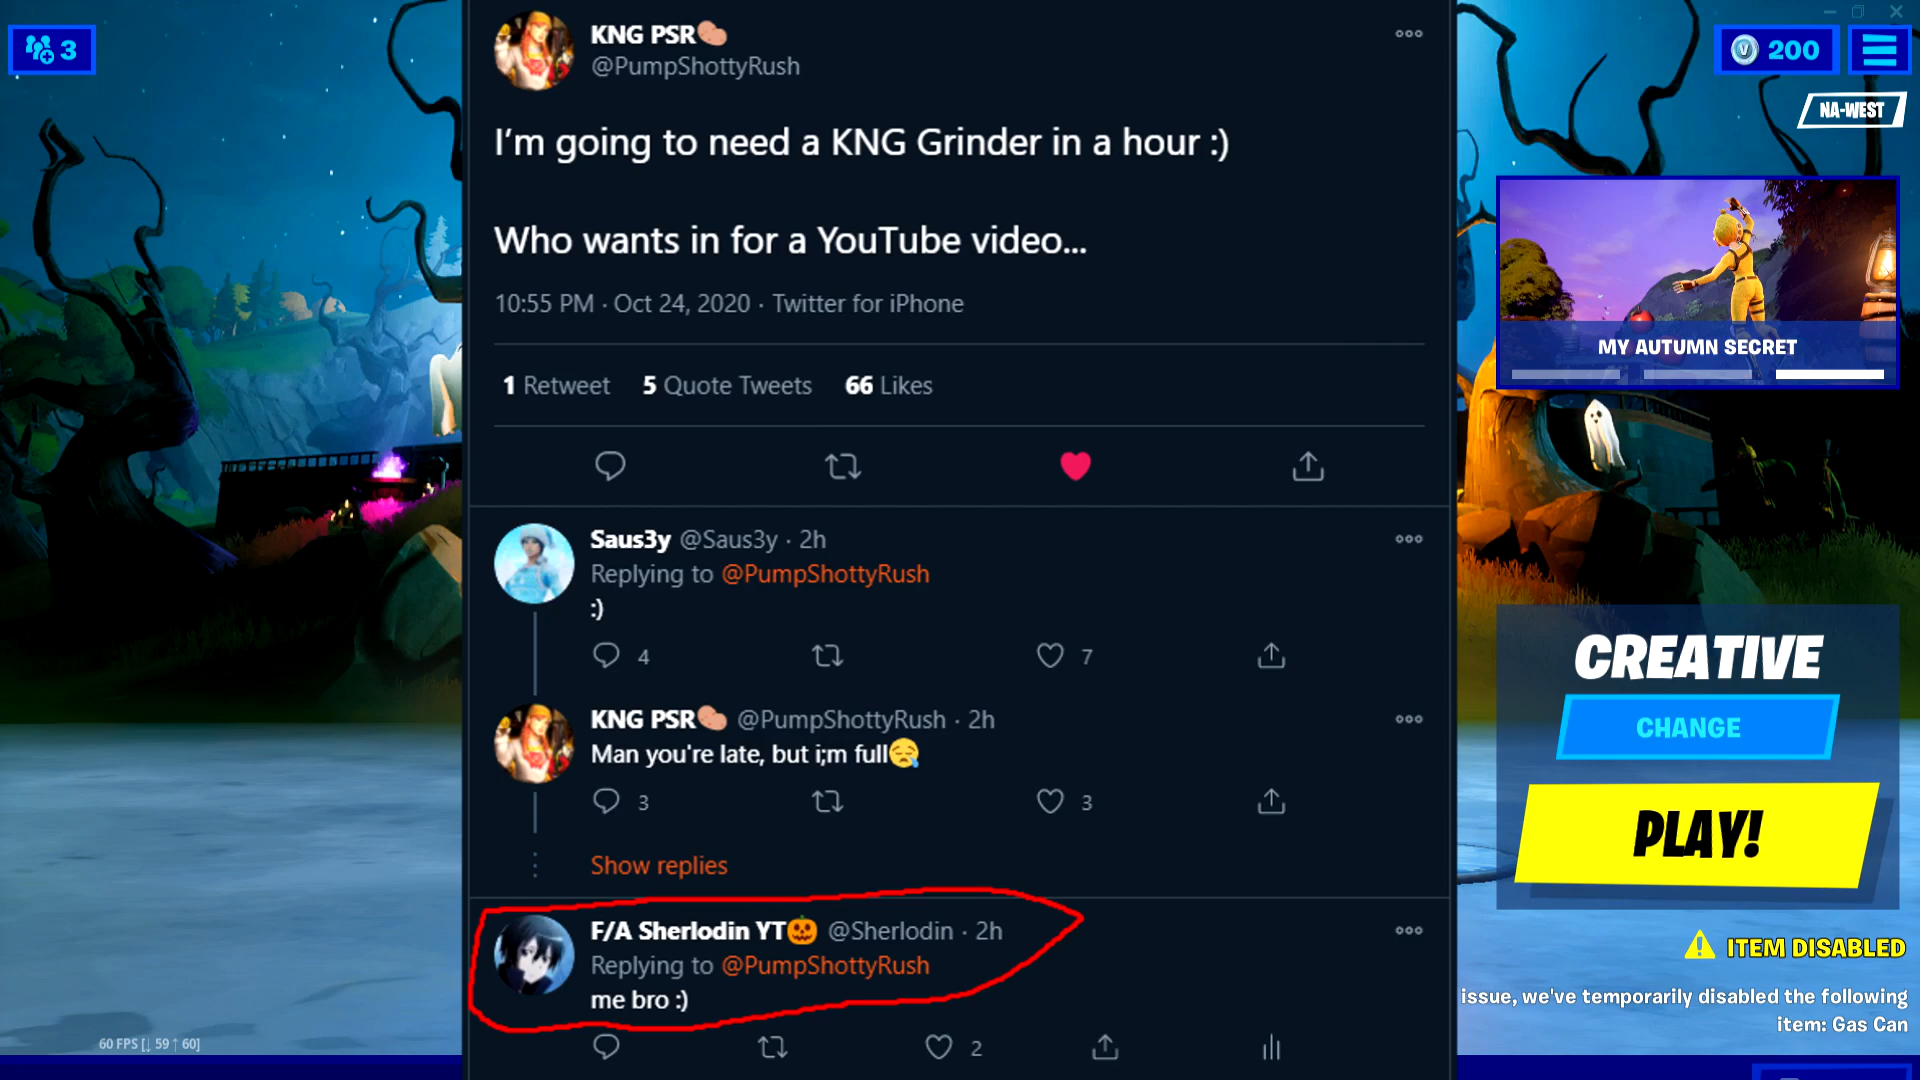 3
KNG PSR🥔
@PumpShottyRush
I'm going to need a KNG Grinder in a hour :)
Who wants in for a YouTube video...
10:55 PM · Oct 24, 2020 · Twitter for iPhone
1 Retweet 5 Quote Tweets 66 Likes
Saus3y @Saus3y · 2h
Replying to @PumpShottyRush
:)
4 7
KNG PSR🥔 @PumpShottyRush · 2h
Man you're late, but i;m full😪
3 3
Show replies
F/A Sherlodin YT🎃 @Sherlodin · 2h
Replying to @PumpShottyRush
me bro :)
2
60 FPS [↓ 59 ↑ 60]
V 200
NA-WEST
MY AUTUMN SECRET
CREATIVE
CHANGE
PLAY!
ITEM DISABLED
issue, we've temporarily disabled the following
item: Gas Can